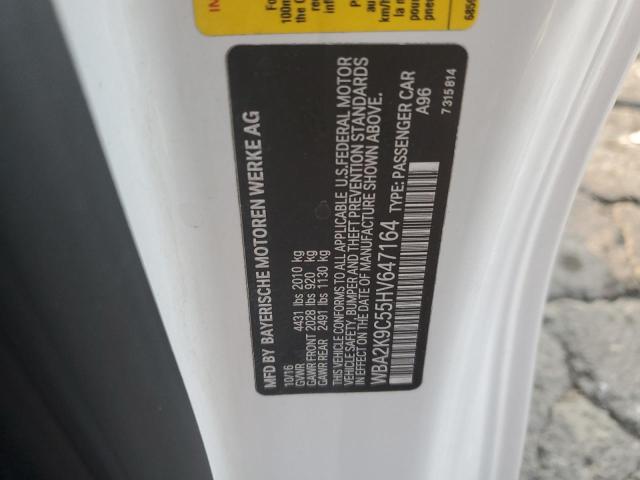 MFD BY BAYERISCHE MOTOREN WERKE AG
10/16
GVWR 4431 lbs 2010 kg
GAWR FRONT 2028 lbs 920 kg
GAWR REAR 2491 lbs 1130 kg
THIS VEHICLE CONFORMS TO ALL APPLICABLE U.S.FEDERAL MOTOR
VEHICLE SAFETY, BUMPER AND THEFT PREVENTION STANDARDS
IN EFFECT ON THE DATE OF MANUFACTURE SHOWN ABOVE.
WBA2K9C55HV647164 TYPE: PASSENGER CAR
A96
7 315 814